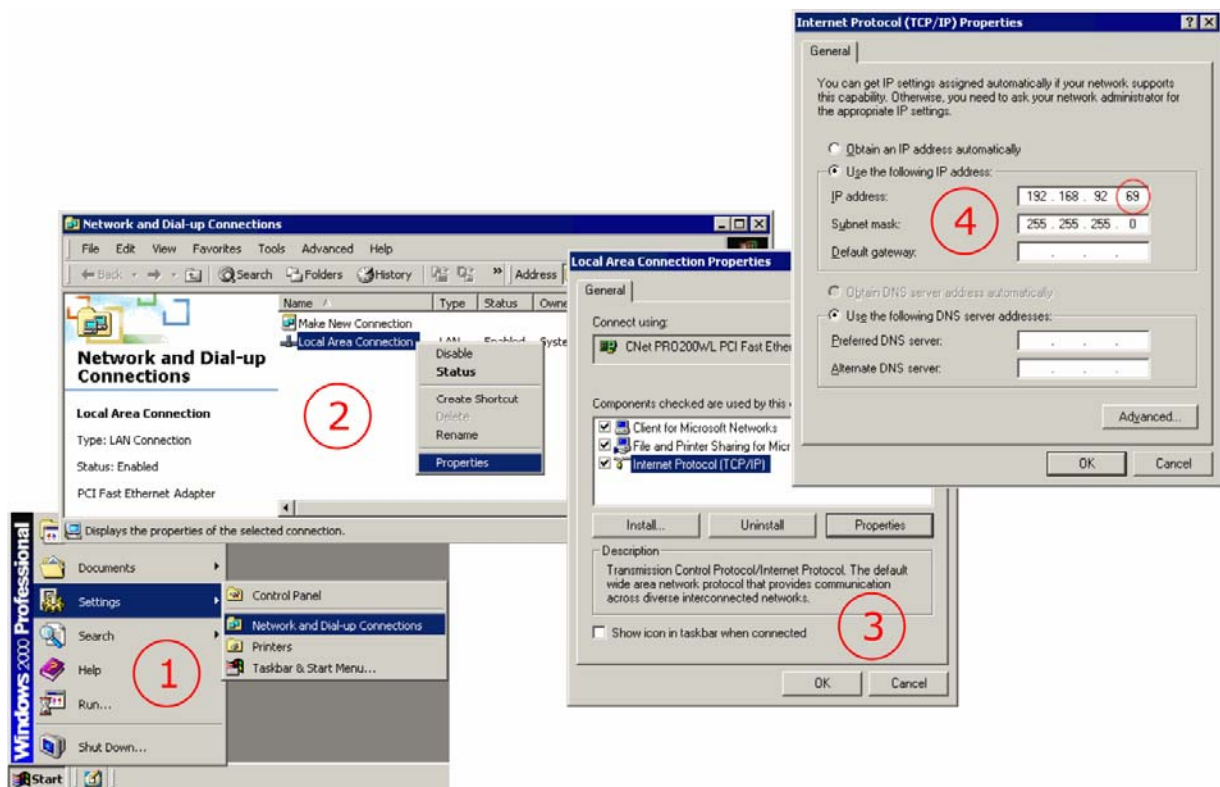 Internet Protocol (TCP/IP) Properties
General
You can get IP settings assigned automatically if your network supports
this capability. Otherwise, you need to ask your network administrator for
the appropriate IP settings.
Obtain an IP address automatically
Use the following IP address:
IP address: 192 . 168 . 92 . 69
Subnet mask: 255 . 255 . 255 . 0
Default gateway: . . .
Obtain DNS server address automatically
Use the following DNS server addresses:
Preferred DNS server: . . .
Alternate DNS server: . . .
Advanced...
OK Cancel
4
Network and Dial-up Connections
File Edit View Favorites Tools Advanced Help
Back Search Folders History » Address
Name Type Status Owne
Make New Connection
Local Area Connection LAN Enabled Syste
Network and Dial-up
Connections
Local Area Connection
Type: LAN Connection
Status: Enabled
PCI Fast Ethernet Adapter
Disable
Status
Create Shortcut
Delete
Rename
Properties
2
Displays the properties of the selected connection.
Local Area Connection Properties
General
Connect using:
CNet PRO200WL PCI Fast Ether
Components checked are used by this
Client for Microsoft Networks
File and Printer Sharing for Micr
Internet Protocol (TCP/IP)
Install... Uninstall Properties
Description
Transmission Control Protocol/Internet Protocol. The default
wide area network protocol that provides communication
across diverse interconnected networks.
Show icon in taskbar when connected
3
OK Cancel
Windows 2000 Professional
Documents
Settings
Search
Help
Run...
Shut Down...
1
Control Panel
Network and Dial-up Connections
Printers
Taskbar & Start Menu...
Start